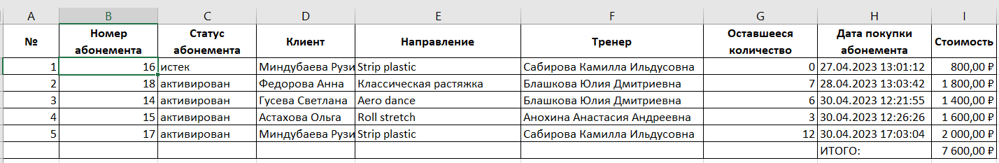 A B C D E F G H I
№ Номер абонемента Статус абонемента Клиент Направление Тренер Оставшееся количество Дата покупки абонемента Стоимость
1 16 истек Миндубаева Рузи Strip plastic Сабирова Камилла Ильдусовна 0 27.04.2023 13:01:12 800,00 ₽
2 18 активирован Федорова Анна Классическая растяжка Блашкова Юлия Дмитриевна 7 28.04.2023 13:03:42 1 800,00 ₽
3 14 активирован Гусева Светлана Aero dance Блашкова Юлия Дмитриевна 6 30.04.2023 12:21:55 1 400,00 ₽
4 15 активирован Астахова Ольга Roll stretch Анохина Анастасия Андреевна 3 30.04.2023 12:26:26 1 600,00 ₽
5 17 активирован Миндубаева Рузи Strip plastic Сабирова Камилла Ильдусовна 12 30.04.2023 17:03:04 2 000,00 ₽
ИТОГО: 7 600,00 ₽